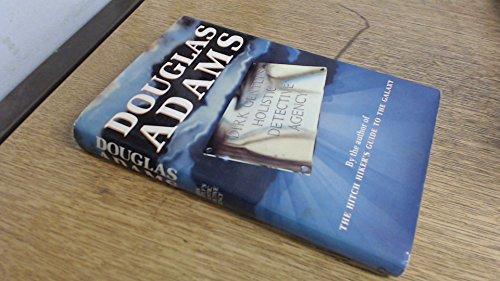 DOUGLAS
ADAMS
DIRK GENTLY'S
HOLISTIC
DETECTIVE
AGENCY
By the author of
THE HITCH HIKER'S GUIDE TO THE GALAXY
DOUGLAS
ADAMS